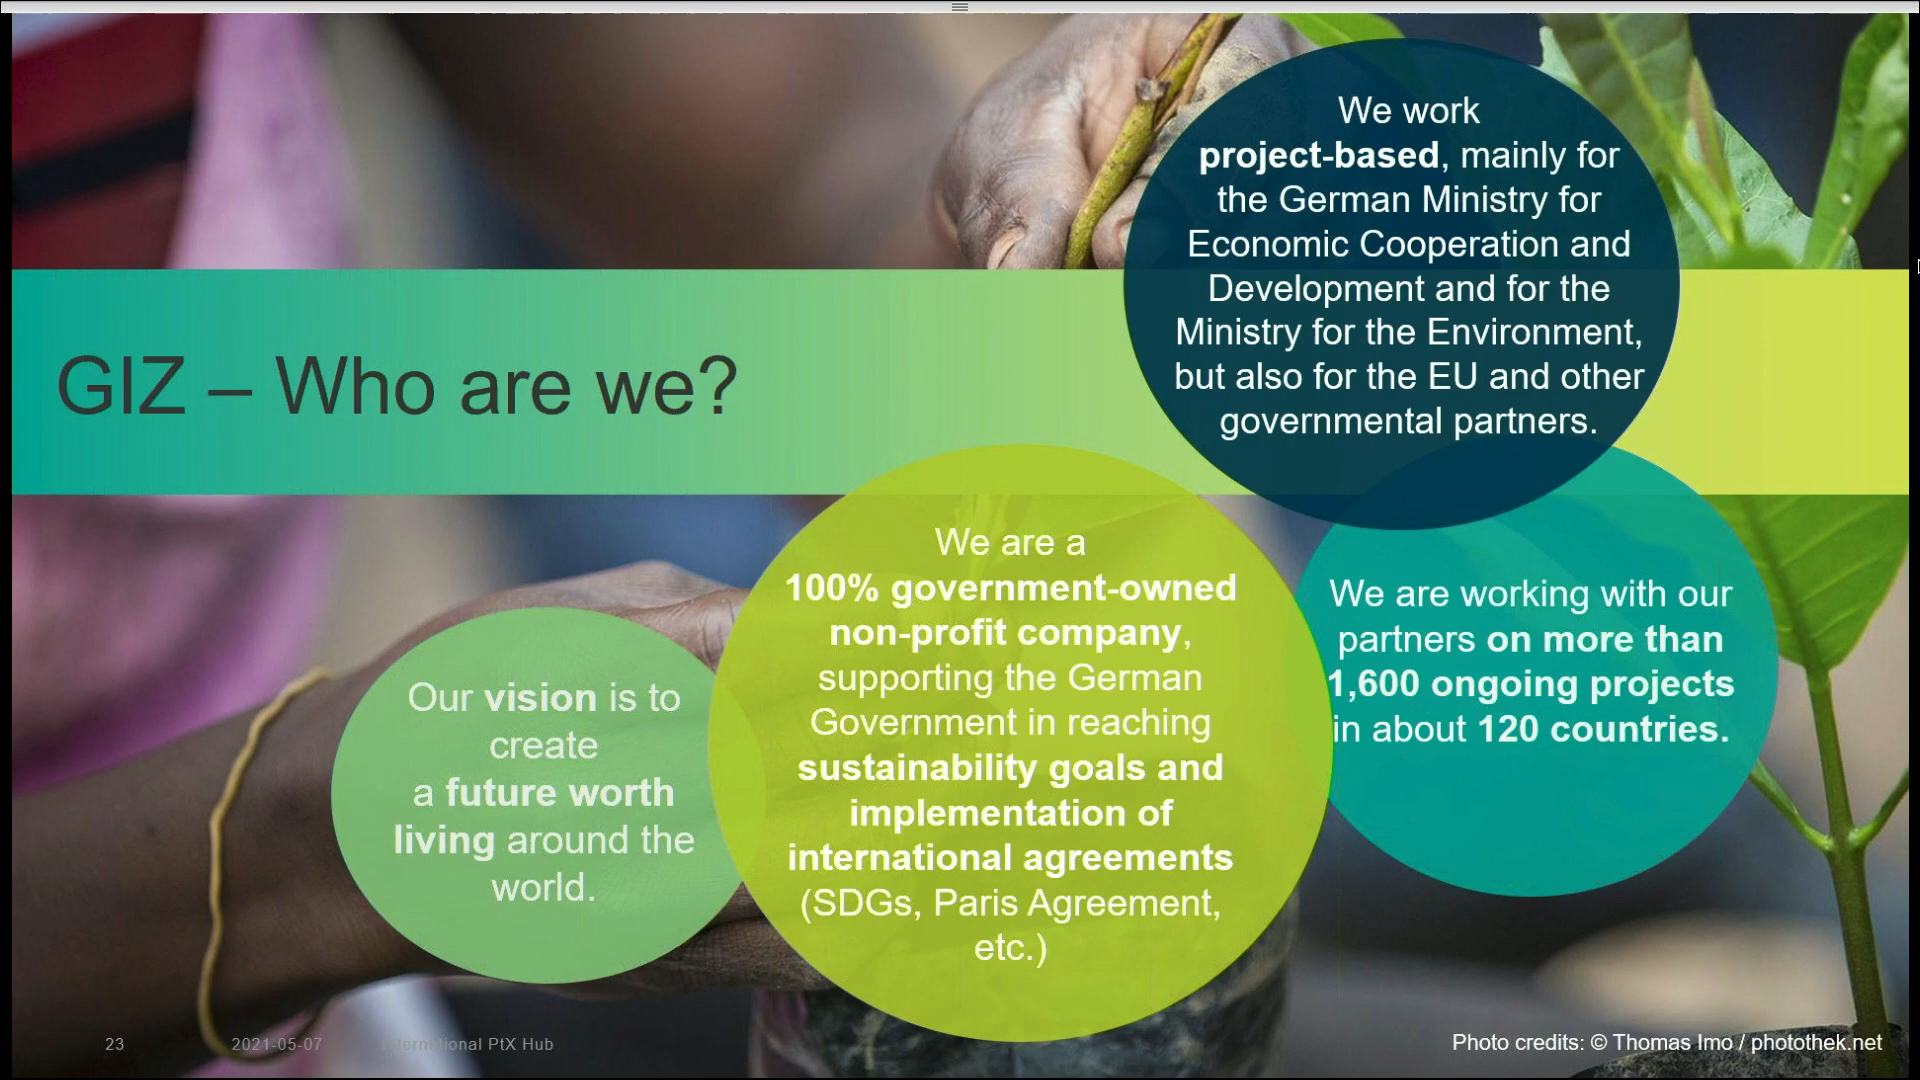 GIZ – Who are we?
We work
project-based, mainly for
the German Ministry for
Economic Cooperation and
Development and for the
Ministry for the Environment,
but also for the EU and other
governmental partners.
Our vision is to
create
a future worth
living around the
world.
We are a
100% government-owned
non-profit company,
supporting the German
Government in reaching
sustainability goals and
implementation of
international agreements
(SDGs, Paris Agreement,
etc.)
We are working with our
partners on more than
1,600 ongoing projects
in about 120 countries.
23
2021-05-07
International PtX Hub
Photo credits: © Thomas Imo / photothek.net